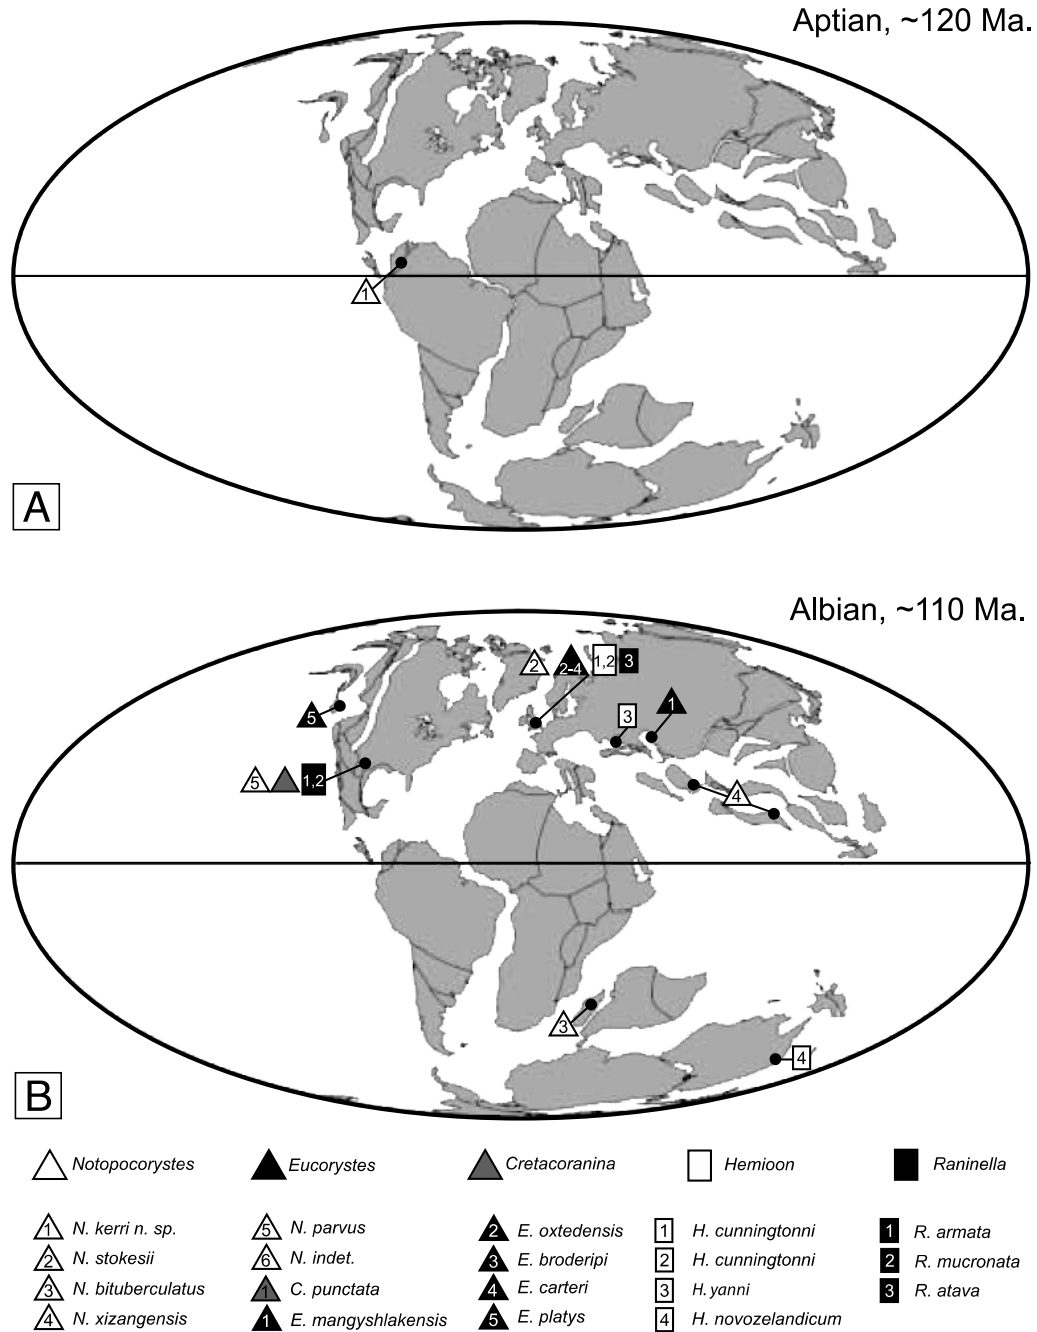 Aptian, ~120 Ma.
1
A
Albian, ~110 Ma.
2 2-4 1,2 3
5
3 1
5 1,2
4
3
4
B
Notopocorystes Eucorystes Cretacoranina Hemioon Raninella
1 N. kerri n. sp. 5 N. parvus 2 E. oxtedensis 1 H. cunningtonni 1 R. armata
2 N. stokesii 6 N. indet. 3 E. broderipi 2 H. cunningtonni 2 R. mucronata
3 N. bituberculatus 1 C. punctata 4 E. carteri 3 H. yanni 3 R. atava
4 N. xizangensis 1 E. mangyshlakensis 5 E. platys 4 H. novozelandicum